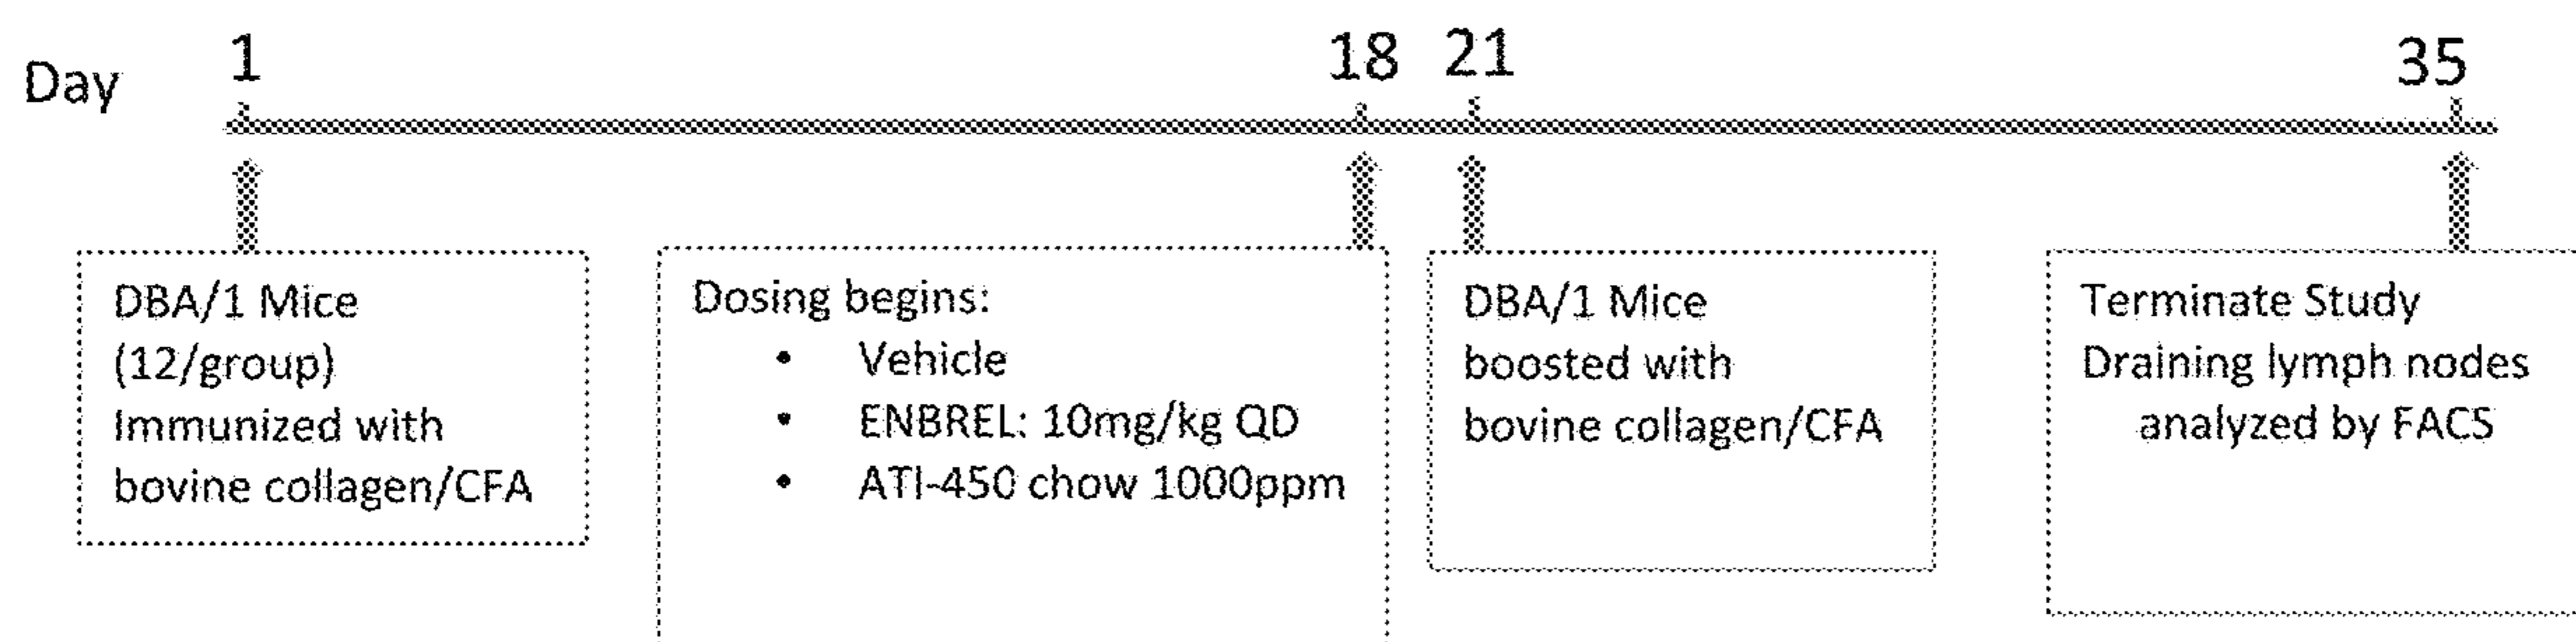 Day 1 18 21 35
DBA/1 Mice
(12/group)
Immunized with
bovine collagen/CFA
Dosing begins:
• Vehicle
• ENBREL: 10mg/kg QD
• ATI-450 chow 1000ppm
DBA/1 Mice
boosted with
bovine collagen/CFA
Terminate Study
Draining lymph nodes
analyzed by FACS